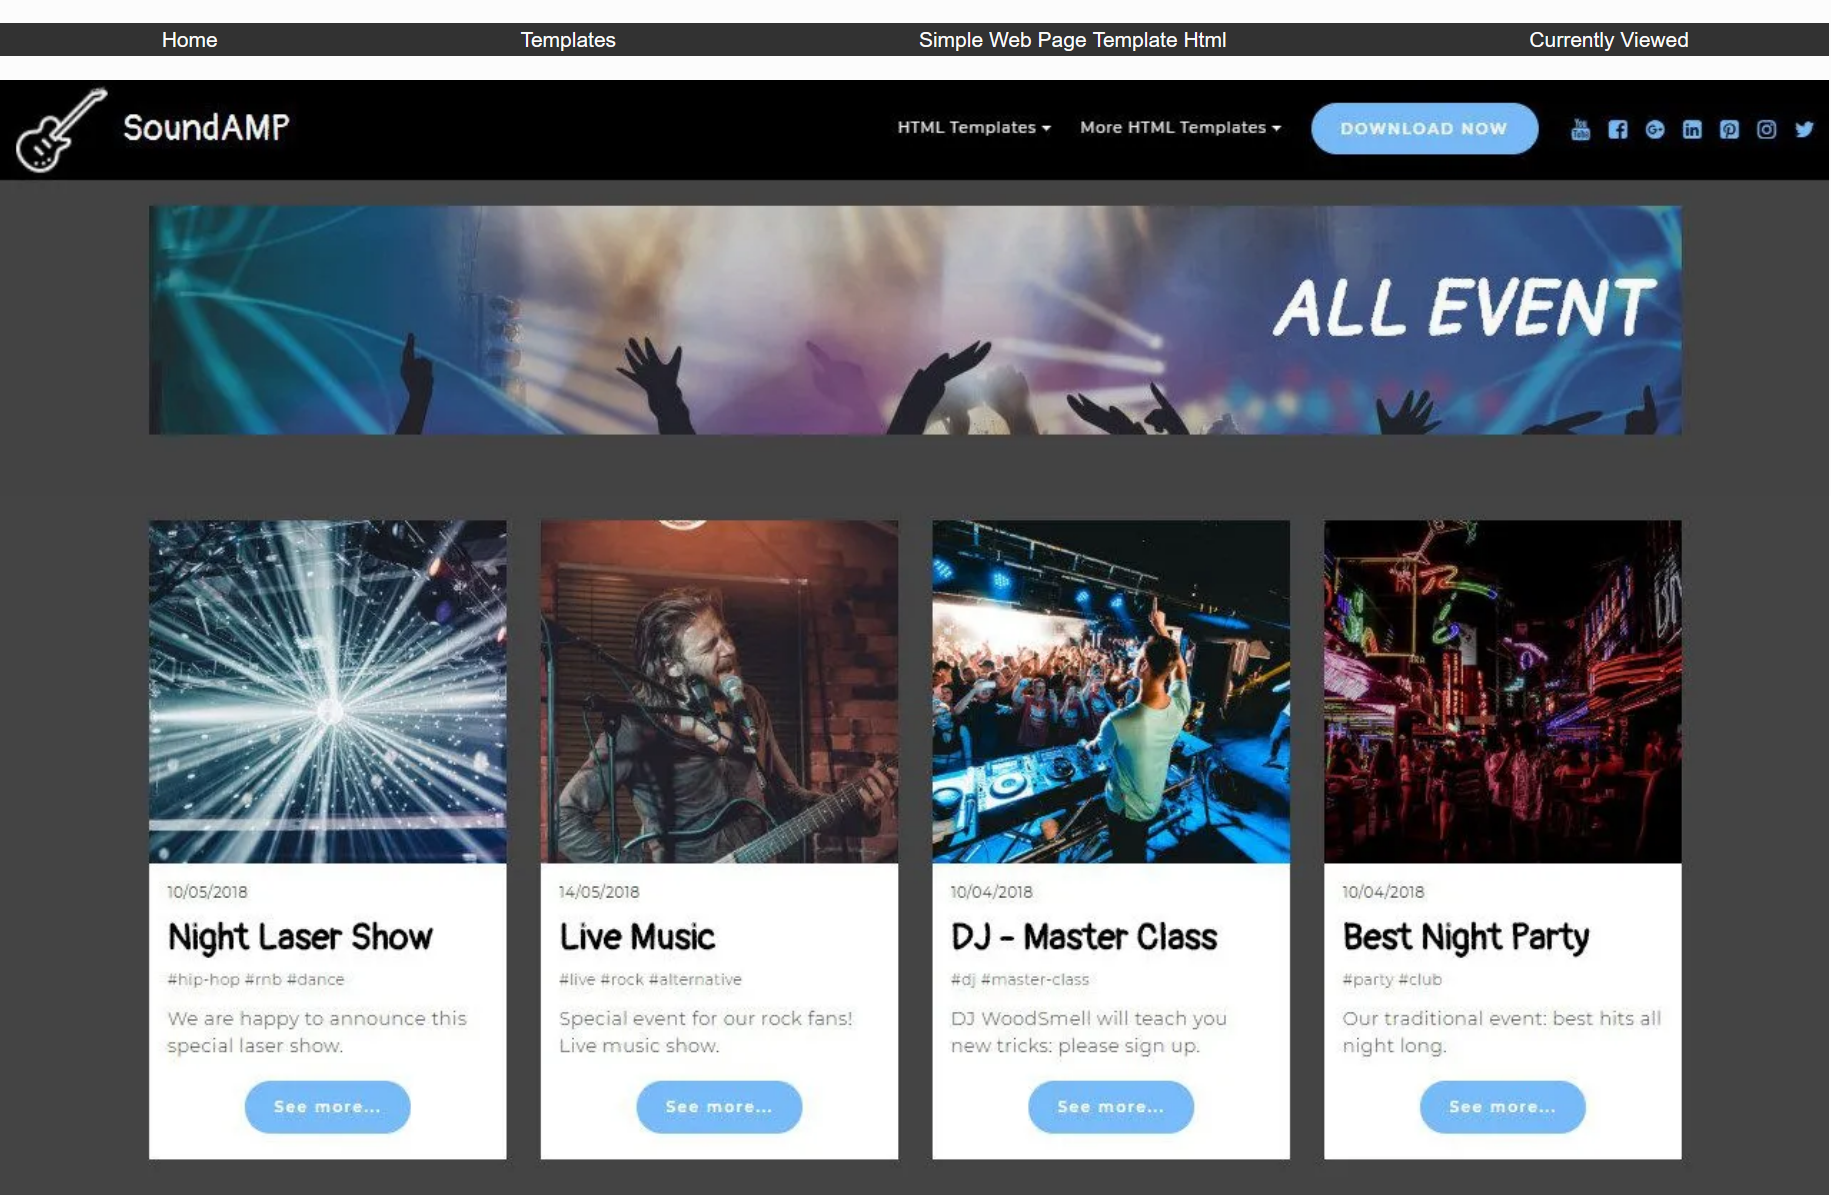 Home
Templates
Simple Web Page Template Html
Currently Viewed
SoundAMP
HTML Templates
More HTML Templates
DOWNLOAD NOW
You
Tube
ALL EVENT
10/05/2018
Night Laser Show
#hip-hop #rnb #dance
We are happy to announce this
special laser show.
See more...
14/05/2018
Live Music
#live #rock #alternative
Special event for our rock fans!
Live music show.
See more...
10/04/2018
DJ - Master Class
#dj #master-class
DJ WoodSmell will teach you
new tricks: please sign up.
See more...
10/04/2018
Best Night Party
#party #club
Our traditional event: best hits all
night long.
See more...